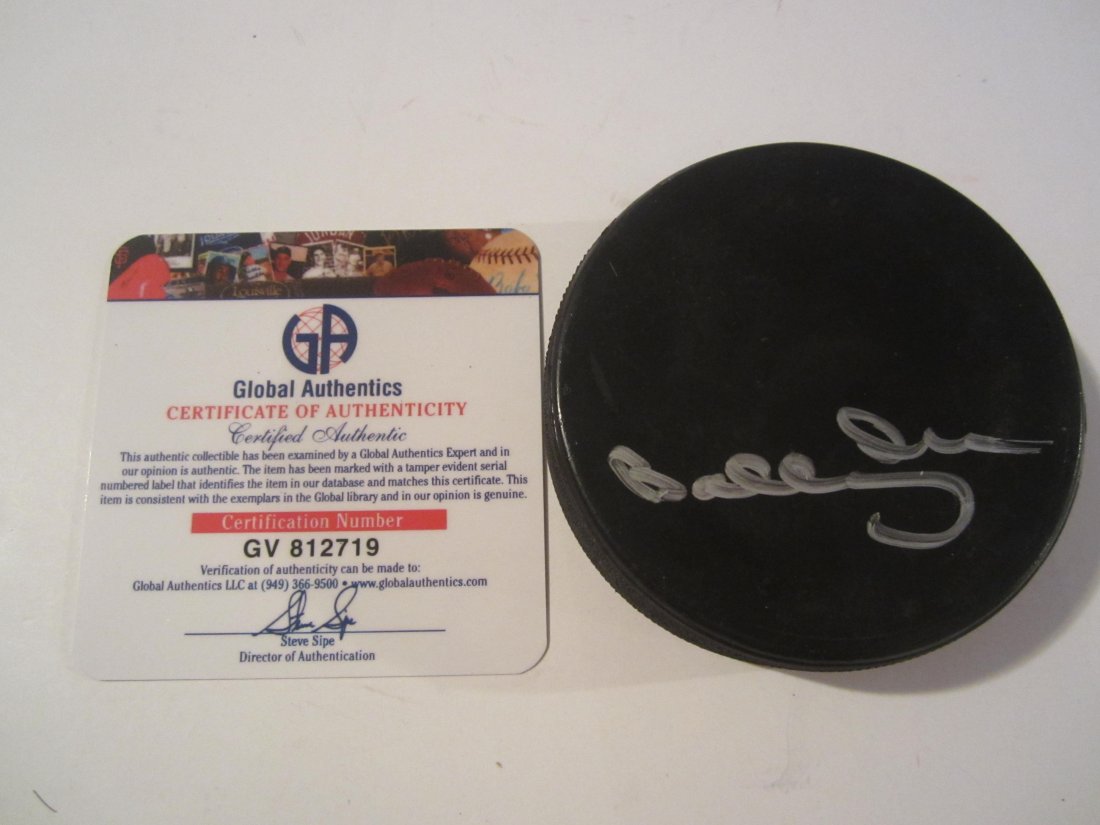 Louisville
Babe
GA
Global Authentics
CERTIFICATE OF AUTHENTICITY
Certified Authentic
This authentic collectible has been examined by a Global Authentics Expert and in
our opinion is authentic. The item has been marked with a tamper evident serial
numbered label that identifies the item in our database and matches this certificate. This
item is consistent with the exemplars in the Global library and in our opinion is genuine.
Certification Number
GV 812719
Verification of authenticity can be made to:
Global Authentics LLC at (949) 366-9500 • www.globalauthentics.com
Steve Sipe
Steve Sipe
Director of Authentication